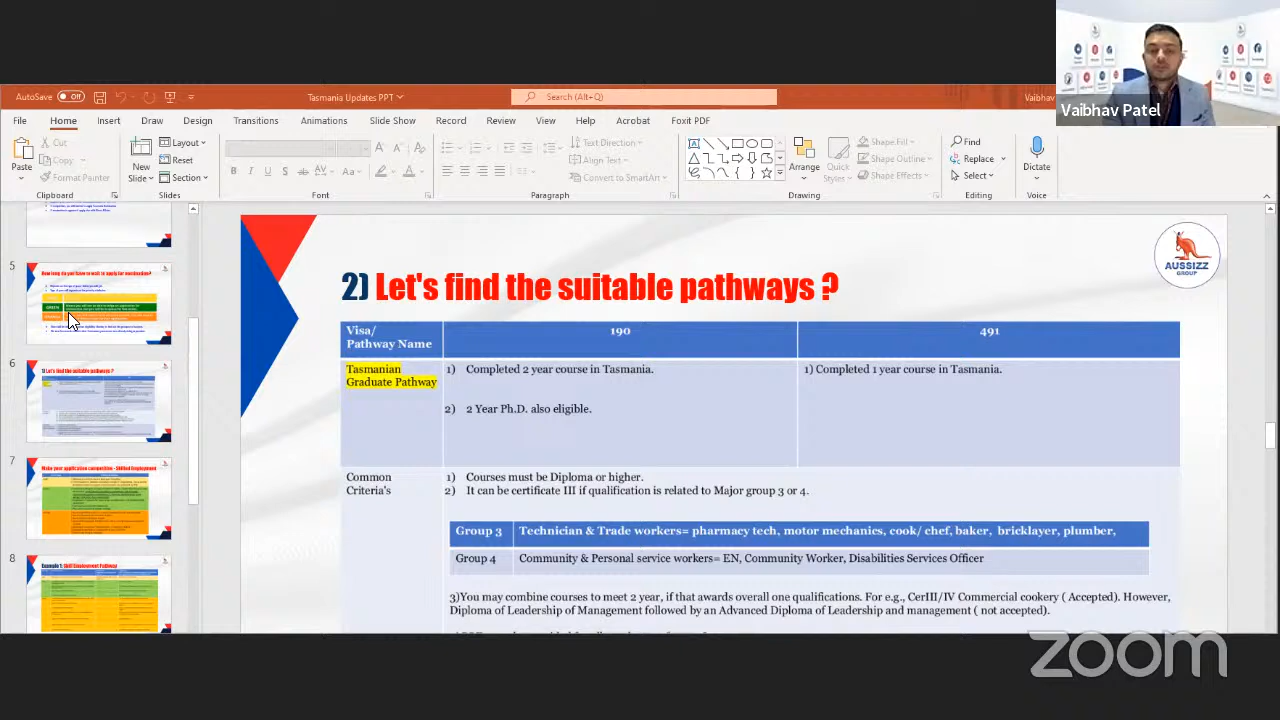 Vaibhav Patel
AutoSave Off
Tasmania Updates PPT
Search (Alt+Q)
Vaibhav
File Home Insert Draw Design Transitions Animations Slide Show Record Review View Help Acrobat Foxit PDF
Paste
Cut
Copy
Format Painter
Clipboard
New
Slide
Layout
Reset
Section
Slides
Font
Text Direction
Align Text
Convert to SmartArt
Paragraph
Arrange
Quick
Styles
Shape Fill
Shape Outline
Shape Effects
Drawing
Find
Replace
Select
Editing
Dictate
Voice
5
How long do you have to wait to apply for nomination?
6
Let's find the suitable pathways ?
7
Make your application competitive - Skilled Employment
8
Example 1: Skill Employment Pathway
AUSSIZZ
GROUP
2) Let's find the suitable pathways ?
Visa/
Pathway Name
190
491
Tasmanian
Graduate Pathway
1) Completed 2 year course in Tasmania.
2) 2 Year Ph.D. also eligible.
1) Completed 1 year course in Tasmania.
Common
Criteria's
1) Courses must be Diploma or higher.
2) It can be certificate III if qualification is related to Major group 3 or 4.
Group 3 Technician & Trade workers= pharmacy tech, motor mechanics, cook/ chef, baker, bricklayer, plumber,
Group 4 Community & Personal service workers= EN, Community Worker, Disabilities Services Officer
3)You may combine courses to meet 2 year, if that awards overall one qualifications. For e.g., CerIII/IV Commercial cookery ( Accepted). However,
Diploma of Leadership of Management followed by an Advanced Diploma of Leadership and management ( not accepted).
zoom